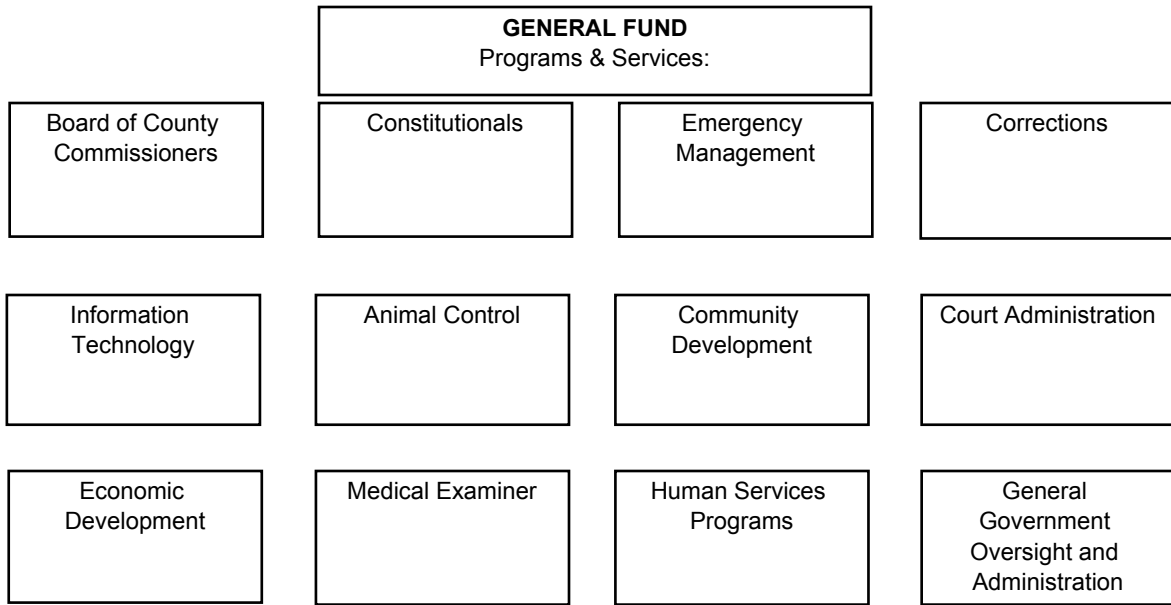 GENERAL FUND
Programs & Services:
Board of County
Commissioners
Constitutionals
Emergency
Management
Corrections
Information
Technology
Animal Control
Community
Development
Court Administration
Economic
Development
Medical Examiner
Human Services
Programs
General
Government
Oversight and
Administration